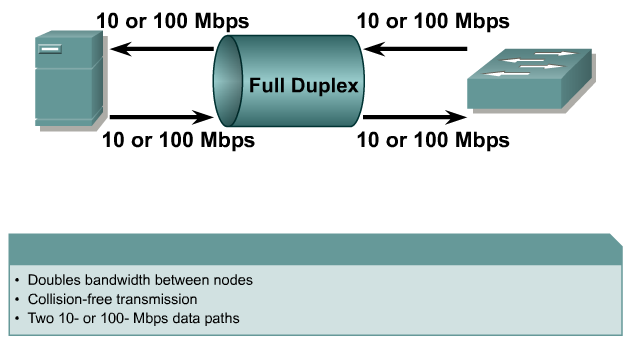 10 or 100 Mbps 10 or 100 Mbps
Full Duplex
10 or 100 Mbps 10 or 100 Mbps
• Doubles bandwidth between nodes
• Collision-free transmission
• Two 10- or 100- Mbps data paths